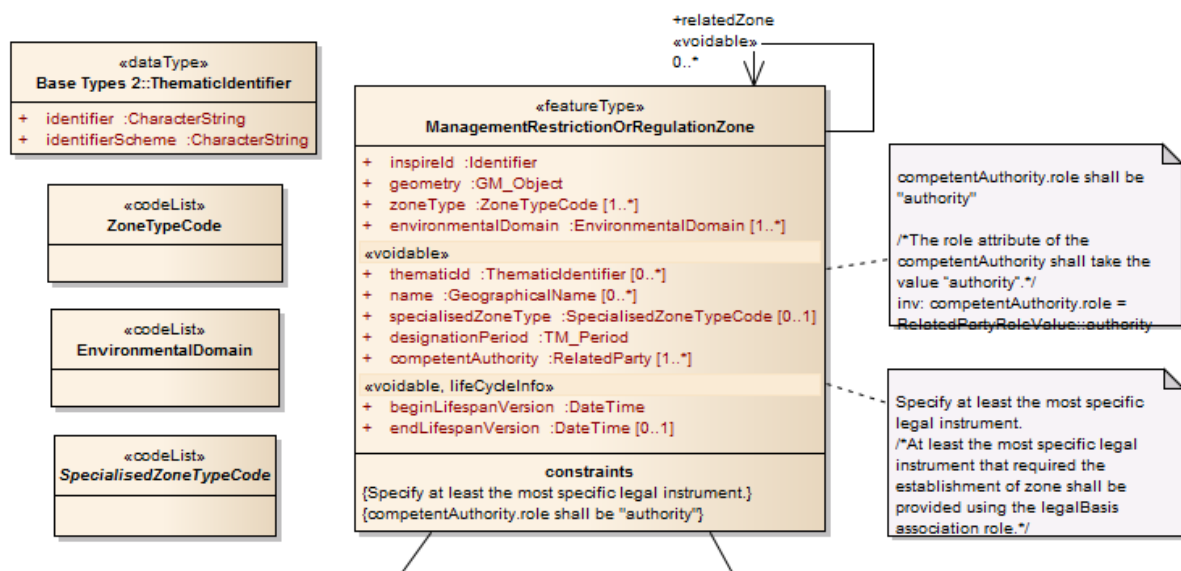 +relatedZone
«voidable»
0..*
«dataType»
Base Types 2::ThematicIdentifier
+ identifier :CharacterString
+ identifierScheme :CharacterString
«codeList»
ZoneTypeCode
«codeList»
EnvironmentalDomain
«codeList»
SpecialisedZoneTypeCode
«featureType»
ManagementRestrictionOrRegulationZone
+ inspireId :Identifier
+ geometry :GM_Object
+ zoneType :ZoneTypeCode [1..*]
+ environmentalDomain :EnvironmentalDomain [1..*]
«voidable»
+ thematicId :ThematicIdentifier [0..*]
+ name :GeographicalName [0..*]
+ specialisedZoneType :SpecialisedZoneTypeCode [0..1]
+ designationPeriod :TM_Period
+ competentAuthority :RelatedParty [1..*]
«voidable, lifeCycleInfo»
+ beginLifespanVersion :DateTime
+ endLifespanVersion :DateTime [0..1]
constraints
{Specify at least the most specific legal instrument.}
{competentAuthority.role shall be "authority"}
competentAuthority.role shall be
"authority"
/*The role attribute of the
competentAuthority shall take the
value "authority".*/
inv: competentAuthority.role =
RelatedPartyRoleValue::authority
Specify at least the most specific
legal instrument.
/*At least the most specific legal
instrument that required the
establishment of zone shall be
provided using the legalBasis
association role.*/